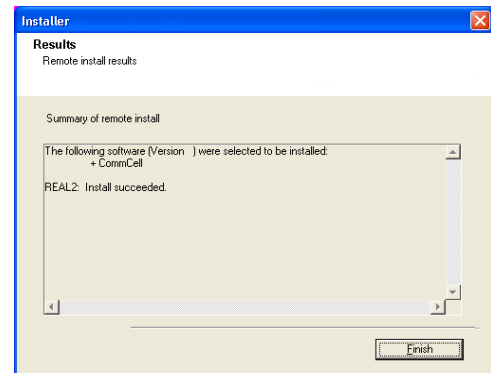 Installer
Results
Remote install results
Summary of remote install
The following software (Version ) were selected to be installed:
+ CommCell
REAL2: Install succeeded.
Finish